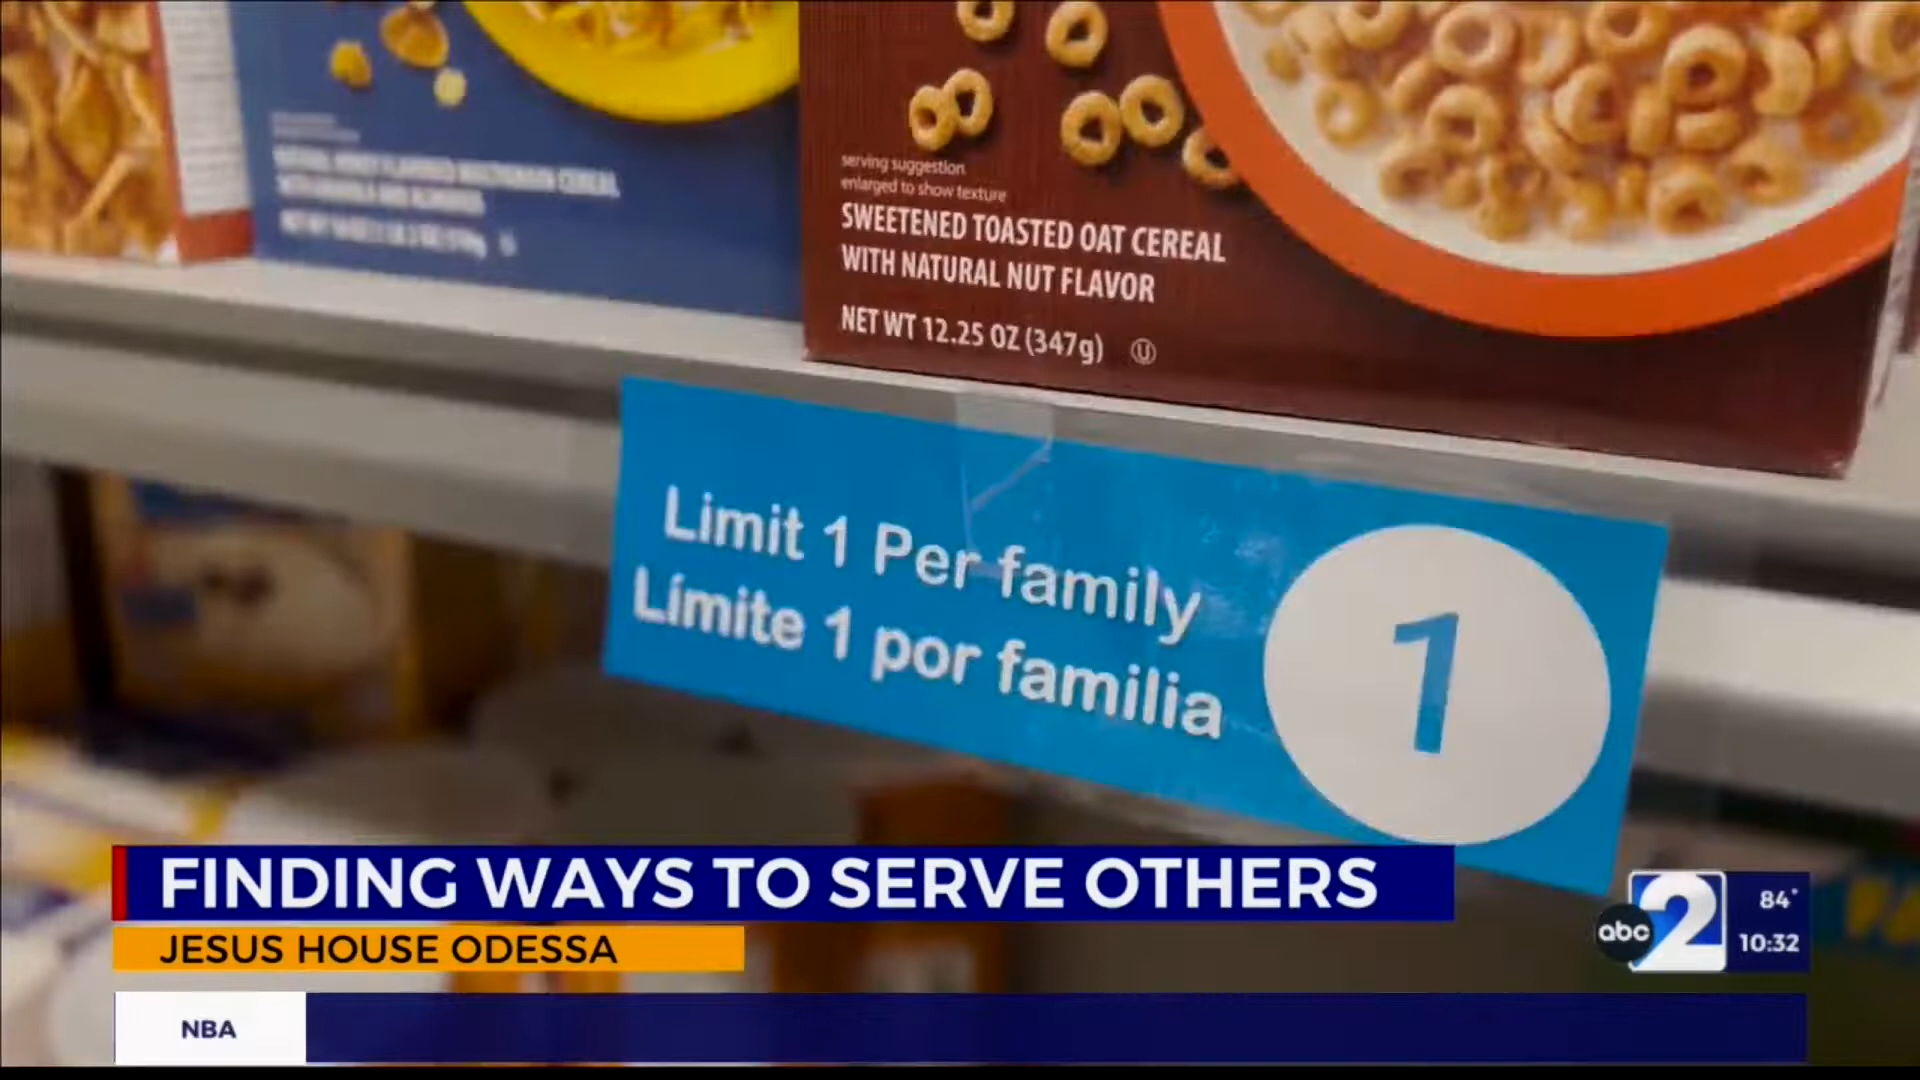 serving suggestion
enlarged to show texture
SWEETENED TOASTED OAT CEREAL
WITH NATURAL NUT FLAVOR
NET WT 12.25 OZ (347g) Ⓤ
Limit 1 Per family
Límite 1 por familia
1
FINDING WAYS TO SERVE OTHERS
JESUS HOUSE ODESSA
abc 2
84°
10:32
NBA